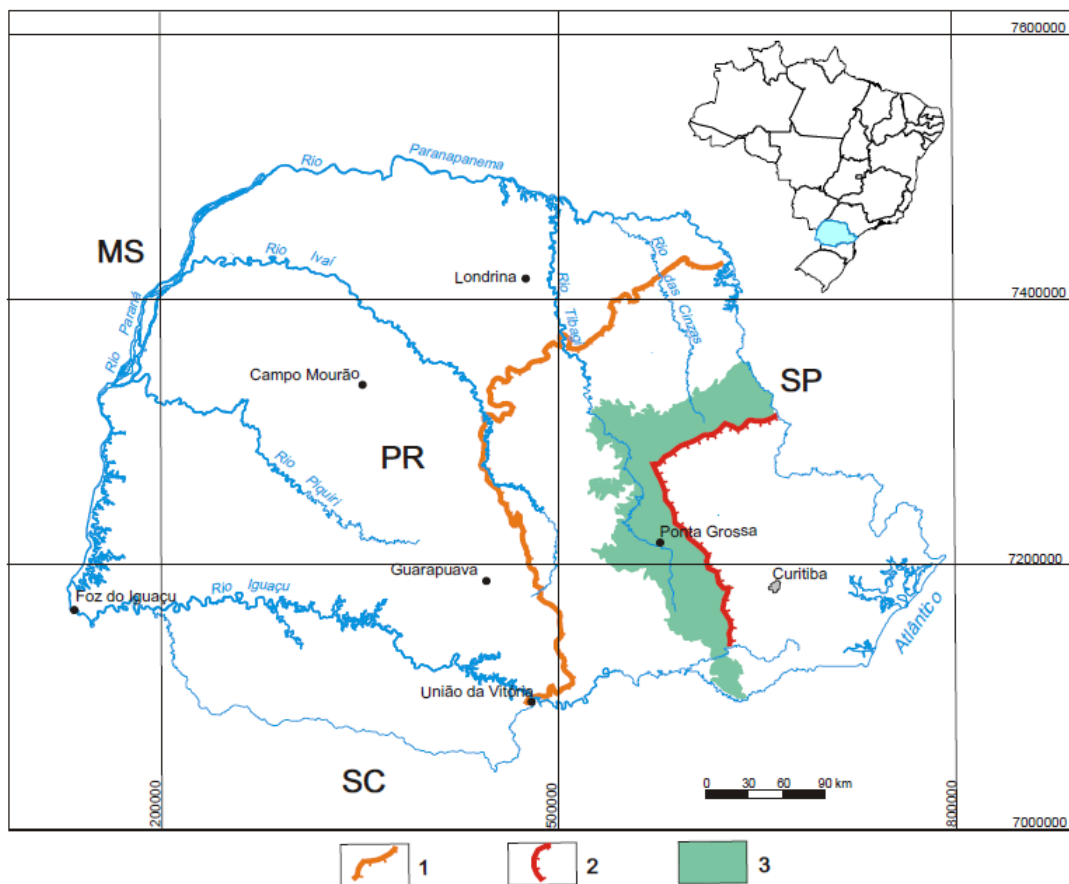 7600000
Rio Paranapanema
MS
Rio Ivaí
Londrina
Rio das Cinzas
7400000
Rio Paraná
Rio Tibagi
Campo Mourão
SP
PR
Rio Piquiri
Ponta Grossa
7200000
Guarapuava
Curitiba
Foz do Iguaçu
Rio Iguaçu
Atlântico
União da Vitória
SC
0 30 60 90 km
200000
500000
800000
7000000
1
2
3